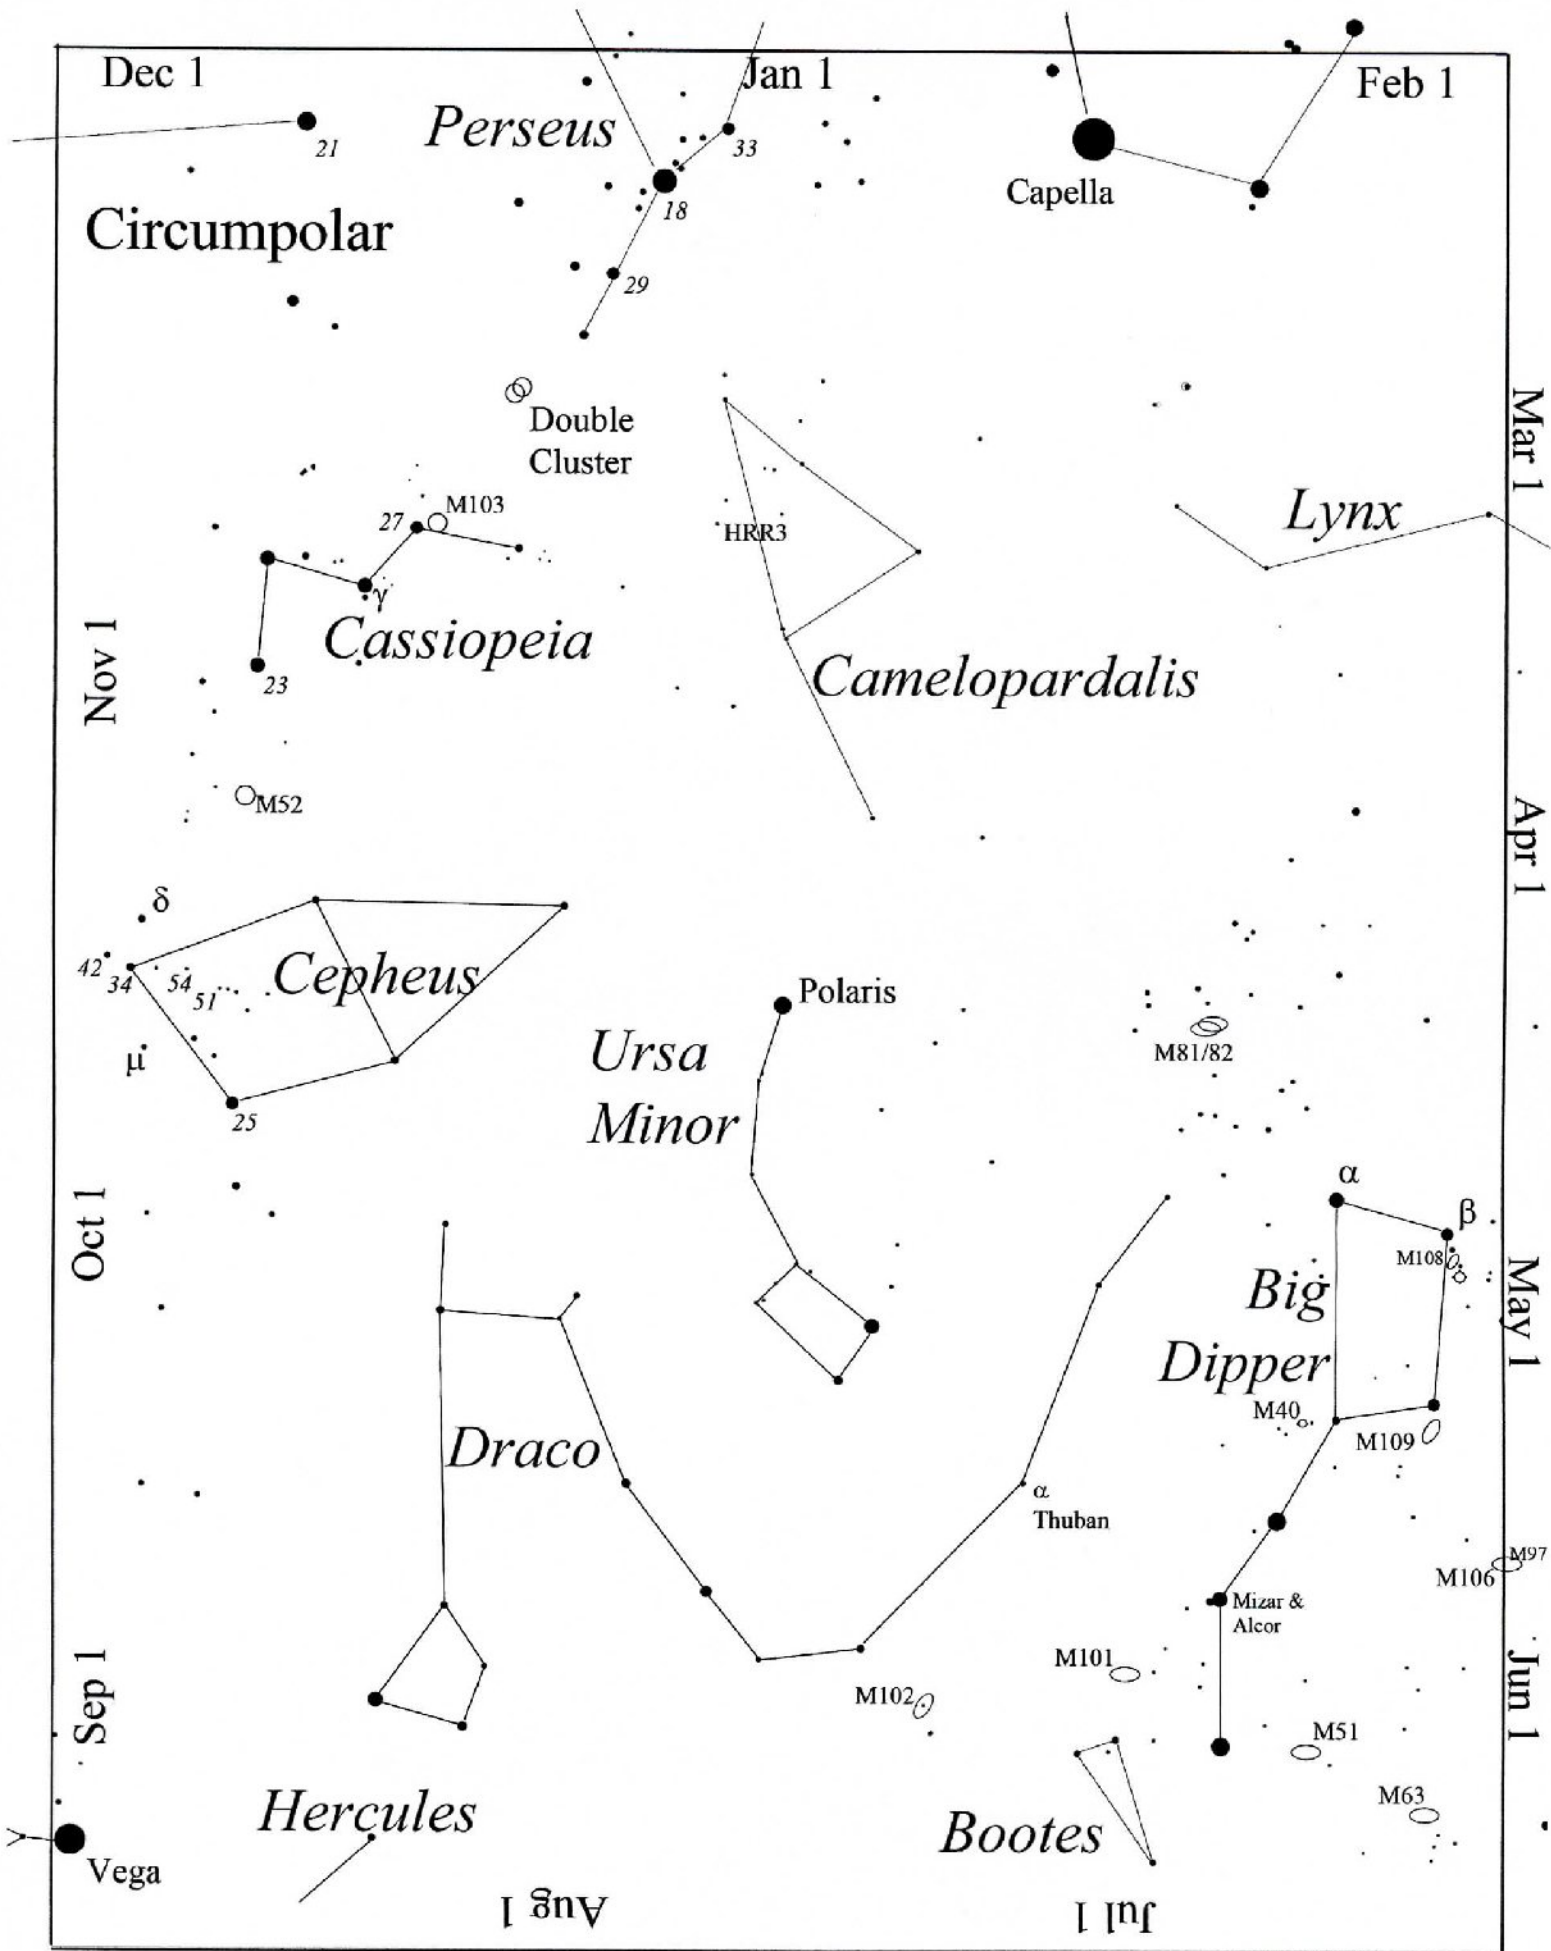 Dec 1
Jan 1
Feb 1
Perseus
21
33
18
Capella
Circumpolar
29
Double
Cluster
Mar 1
M103
27
HRR3
Lynx
γ
Cassiopeia
Nov 1
23
Camelopardalis
M52
Apr 1
δ
42
34
54
51
Cepheus
Polaris
μ
25
Ursa
Minor
M81/82
Oct 1
α
β
M108
Big
Dipper
May 1
M40
M109
Draco
α
Thuban
M97
M106
Mizar &
Alcor
Sep 1
M101
M102
Jun 1
M51
Hercules
M63
Bootes
Vega
Aug 1
Jul 1